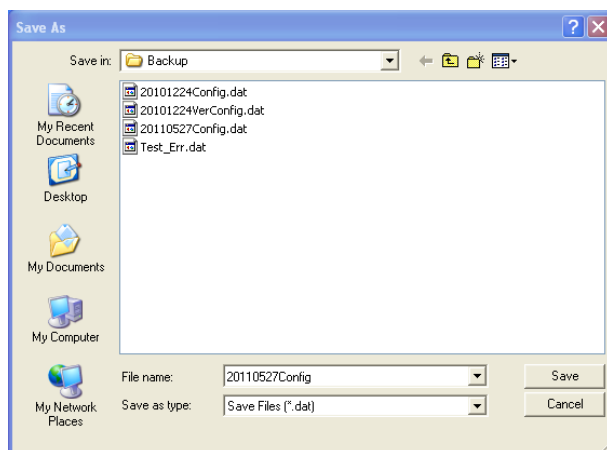 Save As
Save in:
Backup
My Recent
Documents
Desktop
My Documents
My Computer
My Network
Places
20101224Config.dat
20101224VerConfig.dat
20110527Config.dat
Test_Err.dat
File name:
20110527Config
Save
Save as type:
Save Files (*.dat)
Cancel